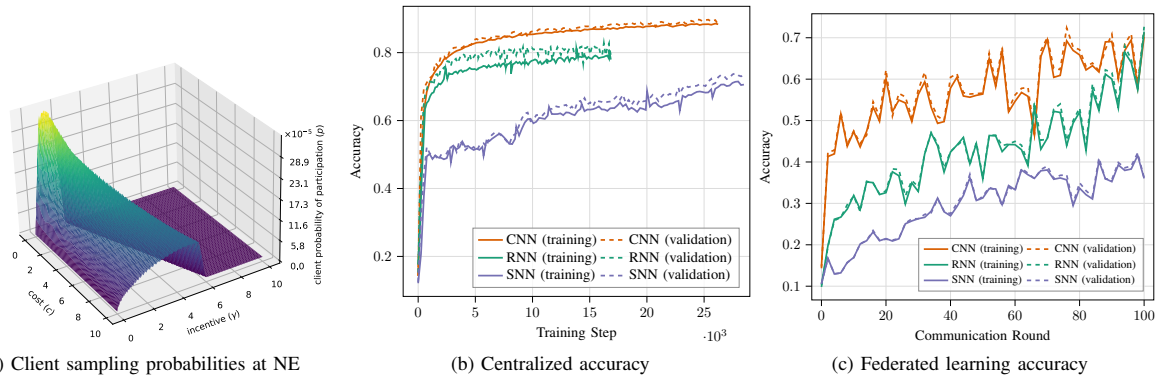 ×10⁻⁵
28,9
23.1
17.3
11.6
5,8
0,0
client probability of participation (p)
0
2
4
6
8
10
cost (c)
0
2
4
6
8
10
incentive (γ)
) Client sampling probabilities at NE
0.8
0.6
0.4
0.2
Accuracy
CNN (training) CNN (validation)
RNN (training) RNN (validation)
SNN (training) SNN (validation)
0 5 10 15 20 25
Training Step
·10³
(b) Centralized accuracy
0.7
0.6
0.5
0.4
0.3
0.2
0.1
Accuracy
CNN (training) CNN (validation)
RNN (training) RNN (validation)
SNN (training) SNN (validation)
0 20 40 60 80 100
Communication Round
(c) Federated learning accuracy